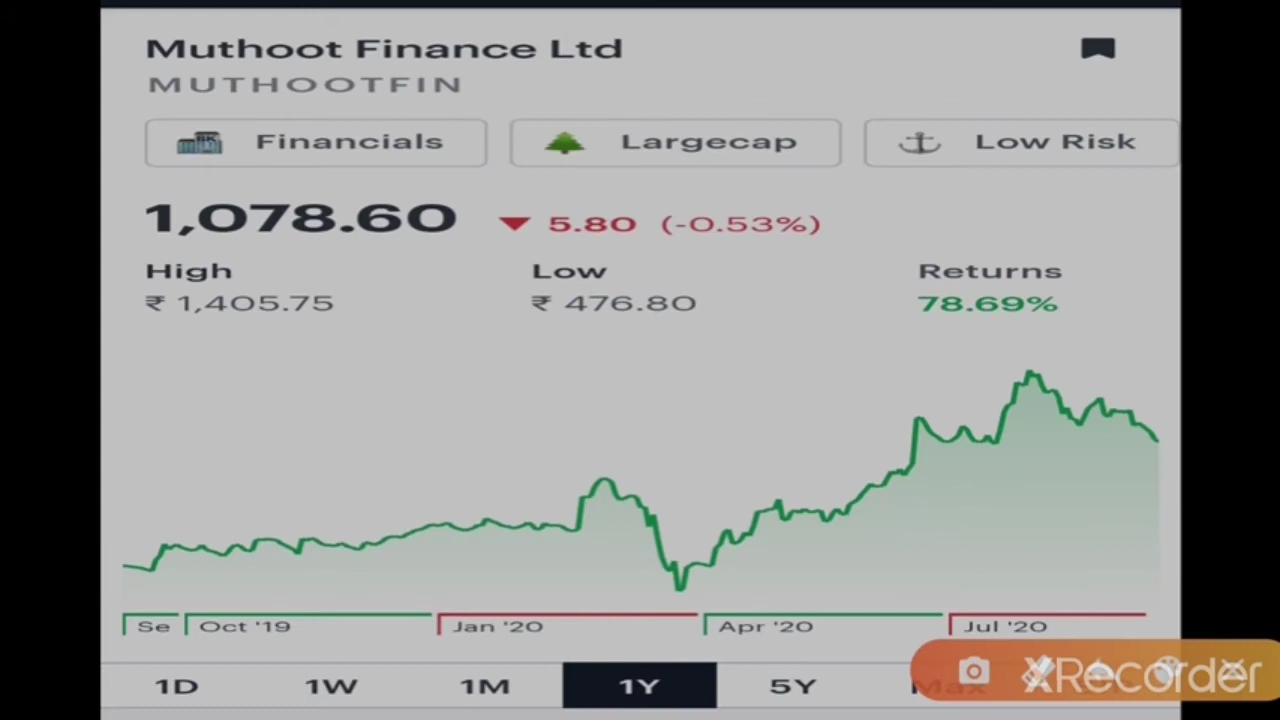 Muthoot Finance Ltd
MUTHOOTFIN
Financials Largecap Low Risk
1,078.60 5.80 (-0.53%)
High Low Returns
₹ 1,405.75 ₹ 476.80 78.69%
Se Oct '19 Jan '20 Apr '20 Jul '20
1D 1W 1M 1Y 5Y Max
XRecorder